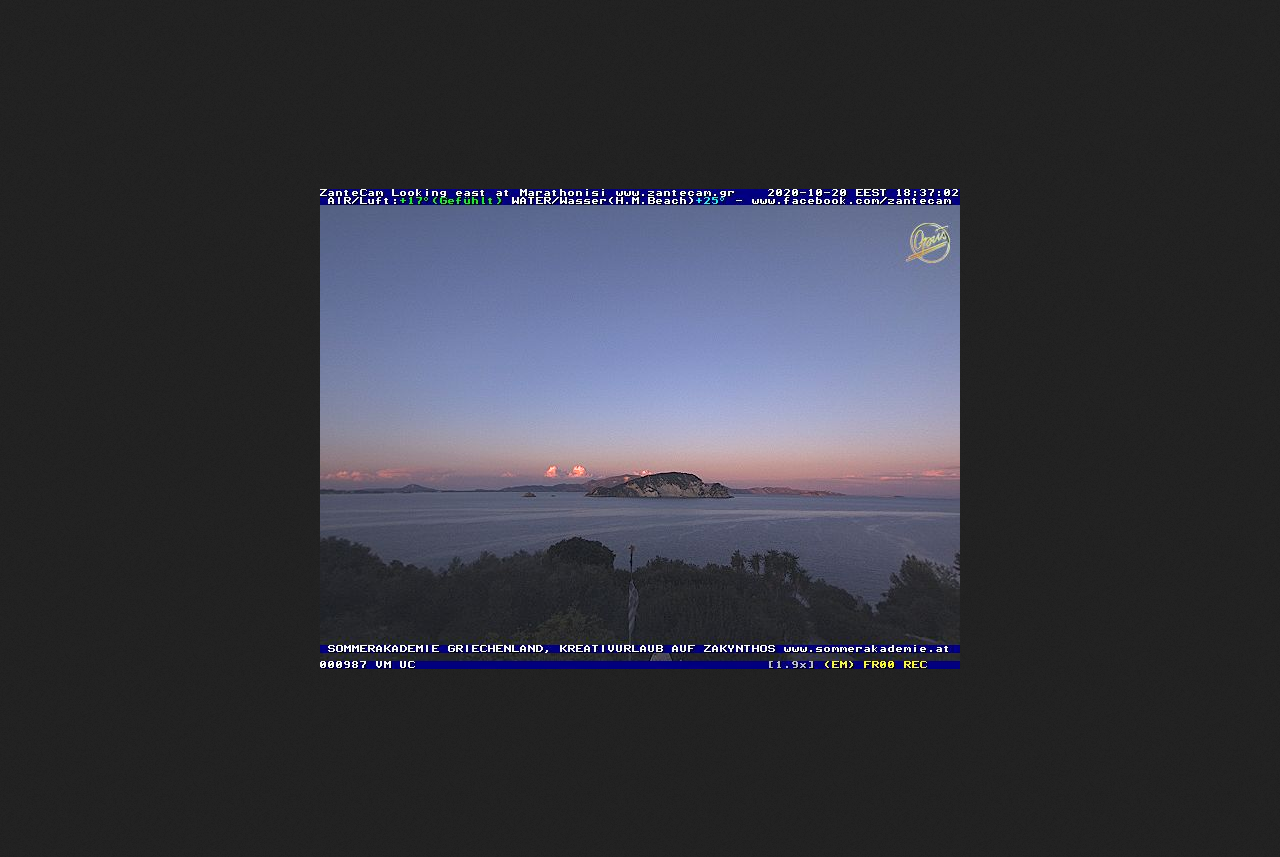 ZanteCam Looking east at Marathonisi www.zantecam.gr 2020-10-20 EEST 18:37:02
AIR/Luft:+17°(Gefühlt) WATER/Wasser(H.M.Beach)+25° - www.facebook.com/zantecam
Opus
SOMMERAKADEMIE GRIECHENLAND, KREATIVURLAUB AUF ZAKYNTHOS www.sommerakademie.at
000987 VM UC [1.9x] (EM) FR00 REC